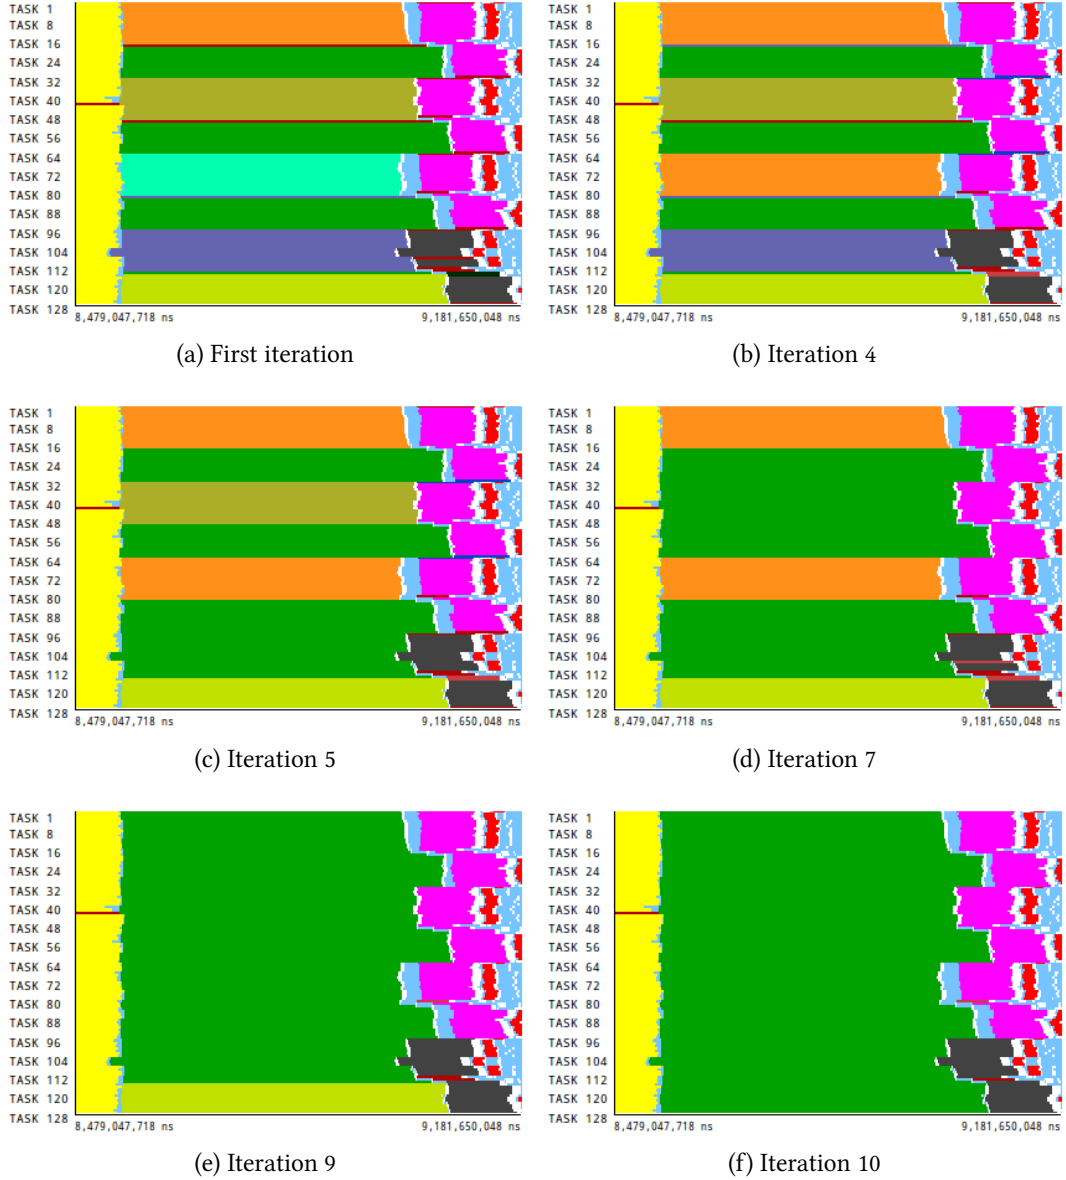 TASK 1
TASK 8
TASK 16
TASK 24
TASK 32
TASK 40
TASK 48
TASK 56
TASK 64
TASK 72
TASK 80
TASK 88
TASK 96
TASK 104
TASK 112
TASK 120
TASK 128
8,479,047,718 ns 9,181,650,048 ns
(a) First iteration
TASK 1
TASK 8
TASK 16
TASK 24
TASK 32
TASK 40
TASK 48
TASK 56
TASK 64
TASK 72
TASK 80
TASK 88
TASK 96
TASK 104
TASK 112
TASK 120
TASK 128
8,479,047,718 ns 9,181,650,048 ns
(b) Iteration 4
TASK 1
TASK 8
TASK 16
TASK 24
TASK 32
TASK 40
TASK 48
TASK 56
TASK 64
TASK 72
TASK 80
TASK 88
TASK 96
TASK 104
TASK 112
TASK 120
TASK 128
8,479,047,718 ns 9,181,650,048 ns
(c) Iteration 5
TASK 1
TASK 8
TASK 16
TASK 24
TASK 32
TASK 40
TASK 48
TASK 56
TASK 64
TASK 72
TASK 80
TASK 88
TASK 96
TASK 104
TASK 112
TASK 120
TASK 128
8,479,047,718 ns 9,181,650,048 ns
(d) Iteration 7
TASK 1
TASK 8
TASK 16
TASK 24
TASK 32
TASK 40
TASK 48
TASK 56
TASK 64
TASK 72
TASK 80
TASK 88
TASK 96
TASK 104
TASK 112
TASK 120
TASK 128
8,479,047,718 ns 9,181,650,048 ns
(e) Iteration 9
TASK 1
TASK 8
TASK 16
TASK 24
TASK 32
TASK 40
TASK 48
TASK 56
TASK 64
TASK 72
TASK 80
TASK 88
TASK 96
TASK 104
TASK 112
TASK 120
TASK 128
8,479,047,718 ns 9,181,650,048 ns
(f) Iteration 10